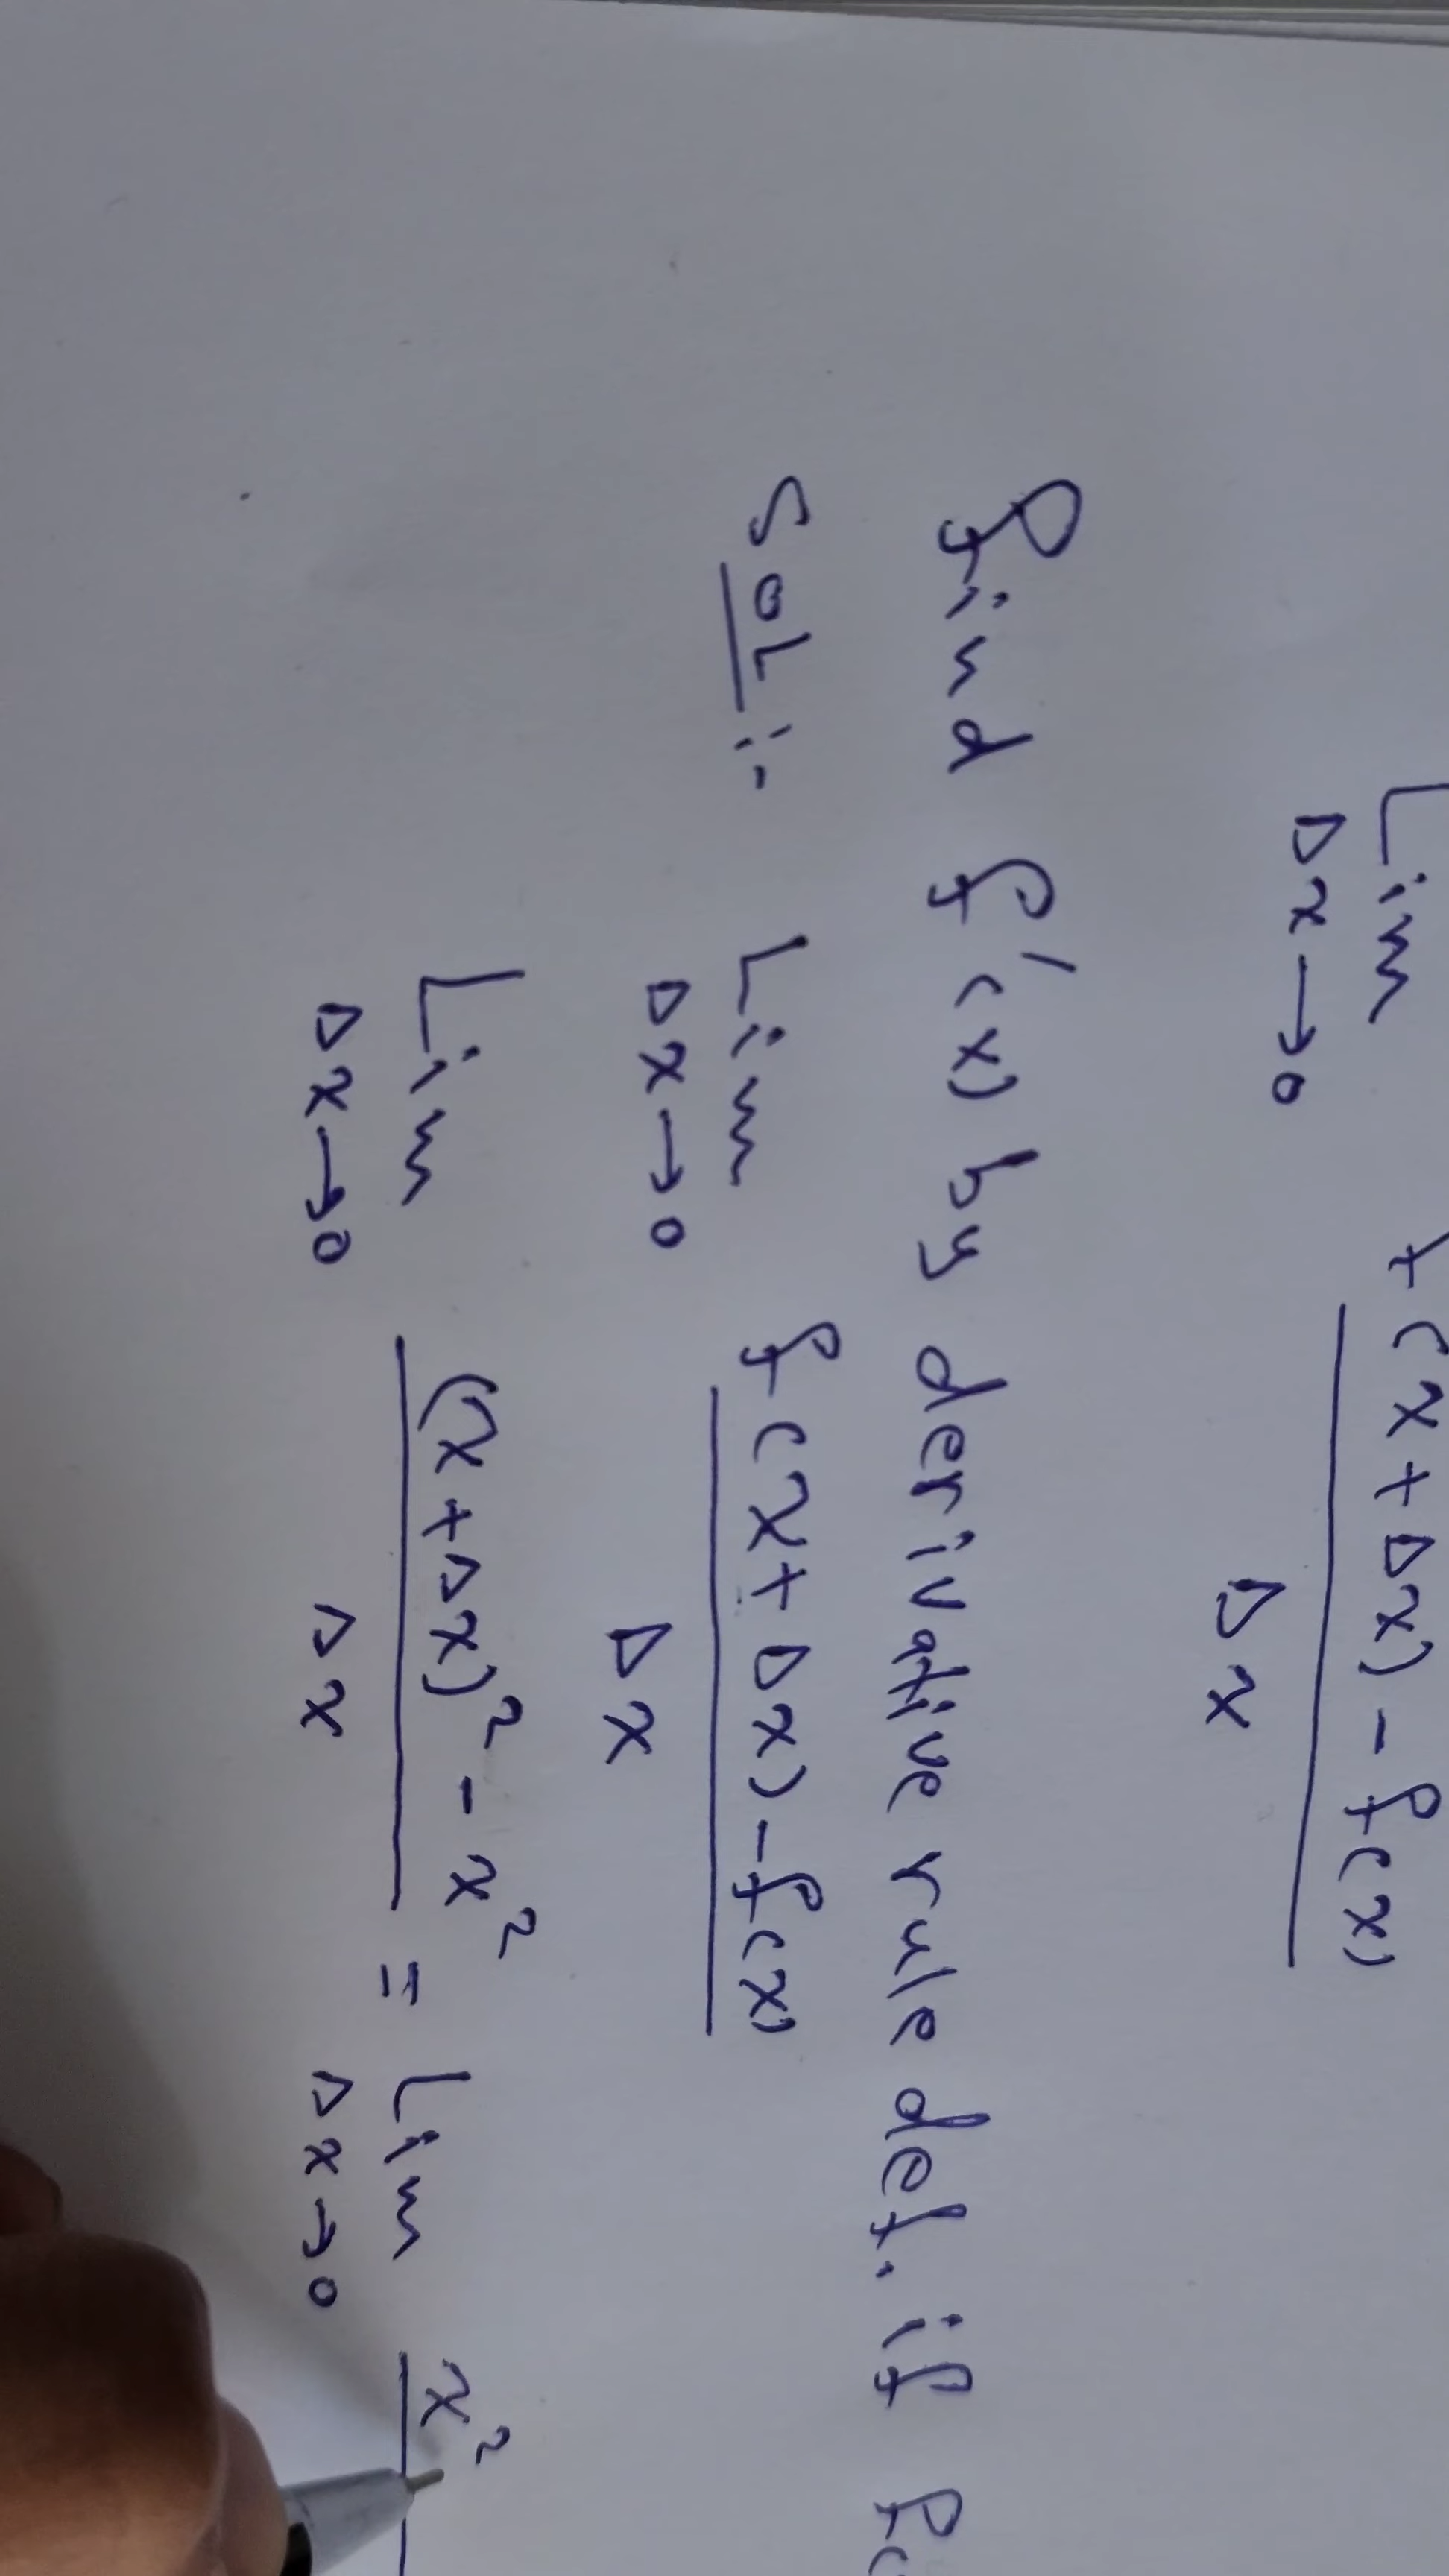 Lim f(x+Δx)-f(x)
Δx→0 Δx
find f'(x) by derivative rule def. if f(
Sol:- Lim f(x+Δx)-f(x)
Δx→0 Δx
Lim (x+Δx)²-x² = Lim x²
Δx→0 Δx Δx→0